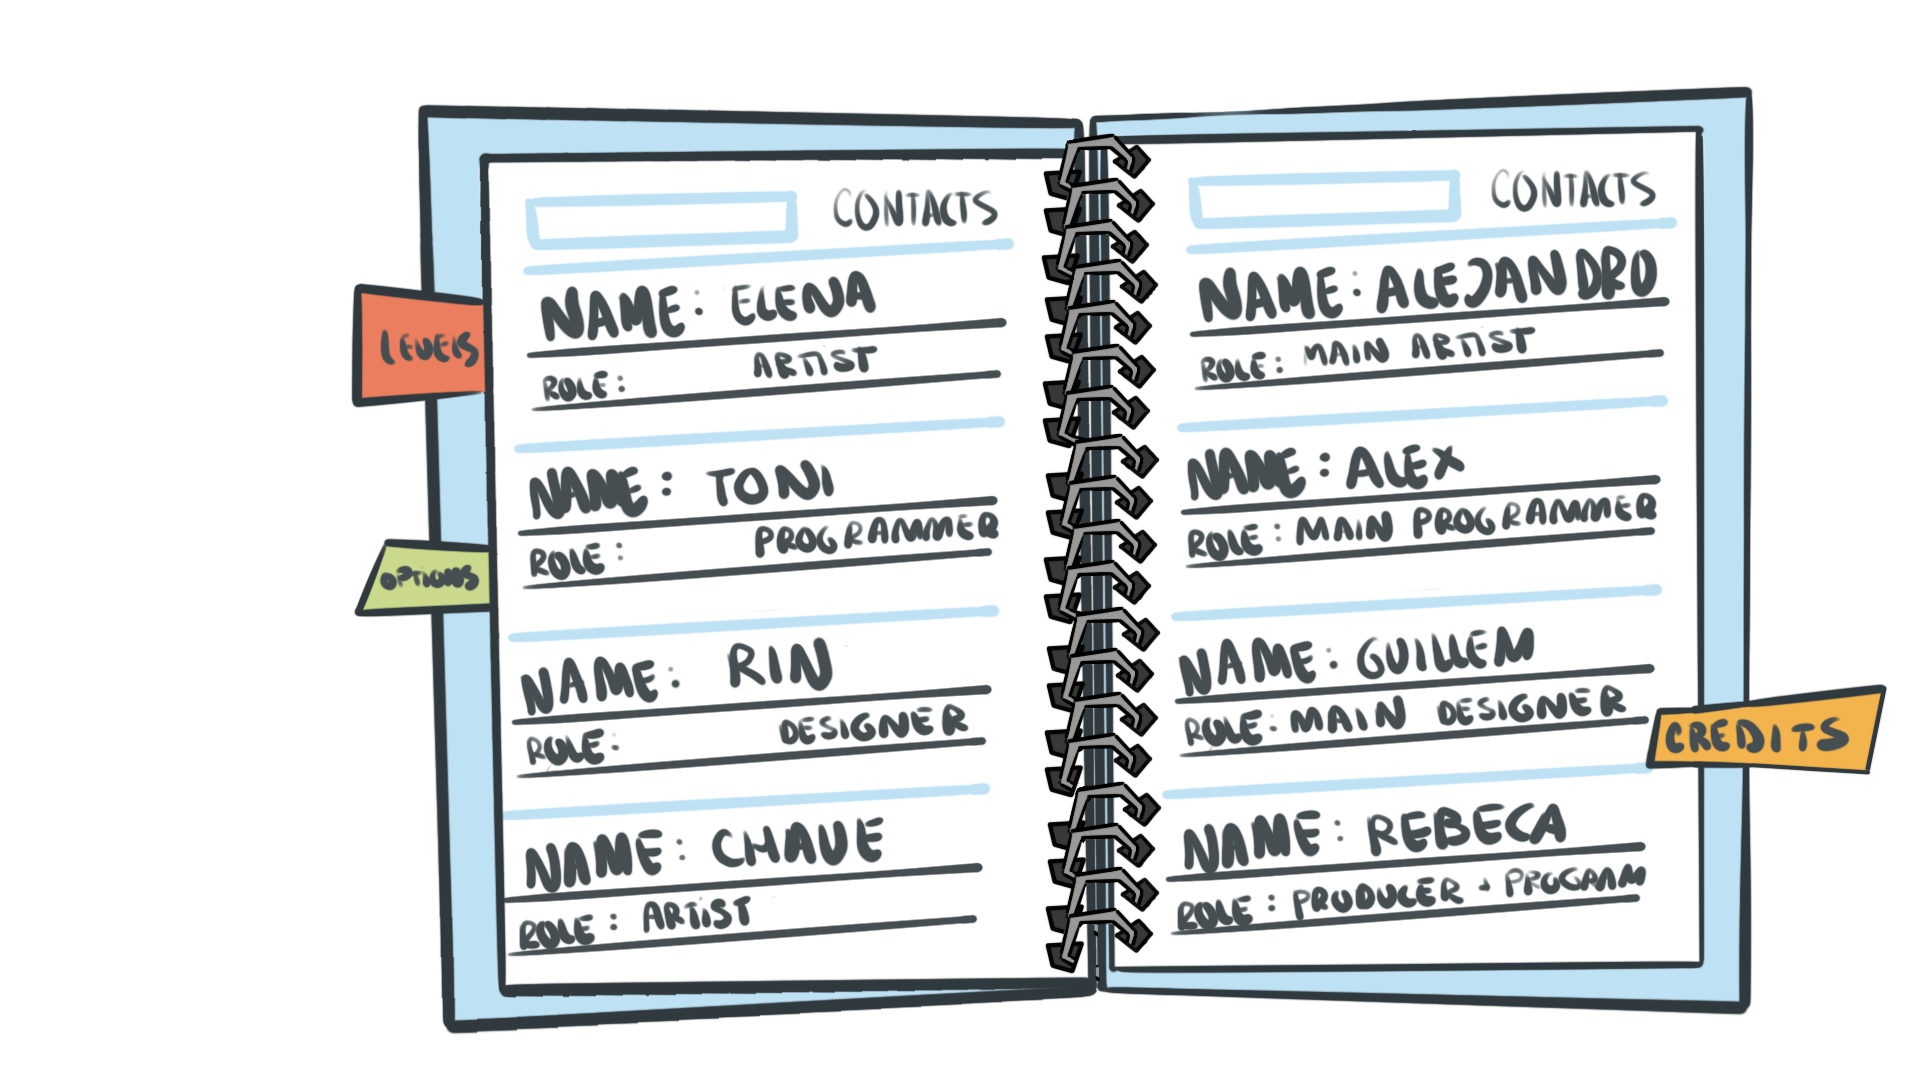 CONTACTS
NAME: ELENA
ROLE: ARTIST
NAME: TONI
ROLE: PROGRAMMER
NAME: RIN
ROLE: DESIGNER
NAME: CHAVE
ROLE: ARTIST
CONTACTS
NAME: ALEJANDRO
ROLE: MAIN ARTIST
NAME: ALEX
ROLE: MAIN PROGRAMMER
NAME: GUILLEM
ROLE: MAIN DESIGNER
NAME: REBECA
ROLE: PRODUCER + PROGRAM
LEVELS
OPTIONS
CREDITS